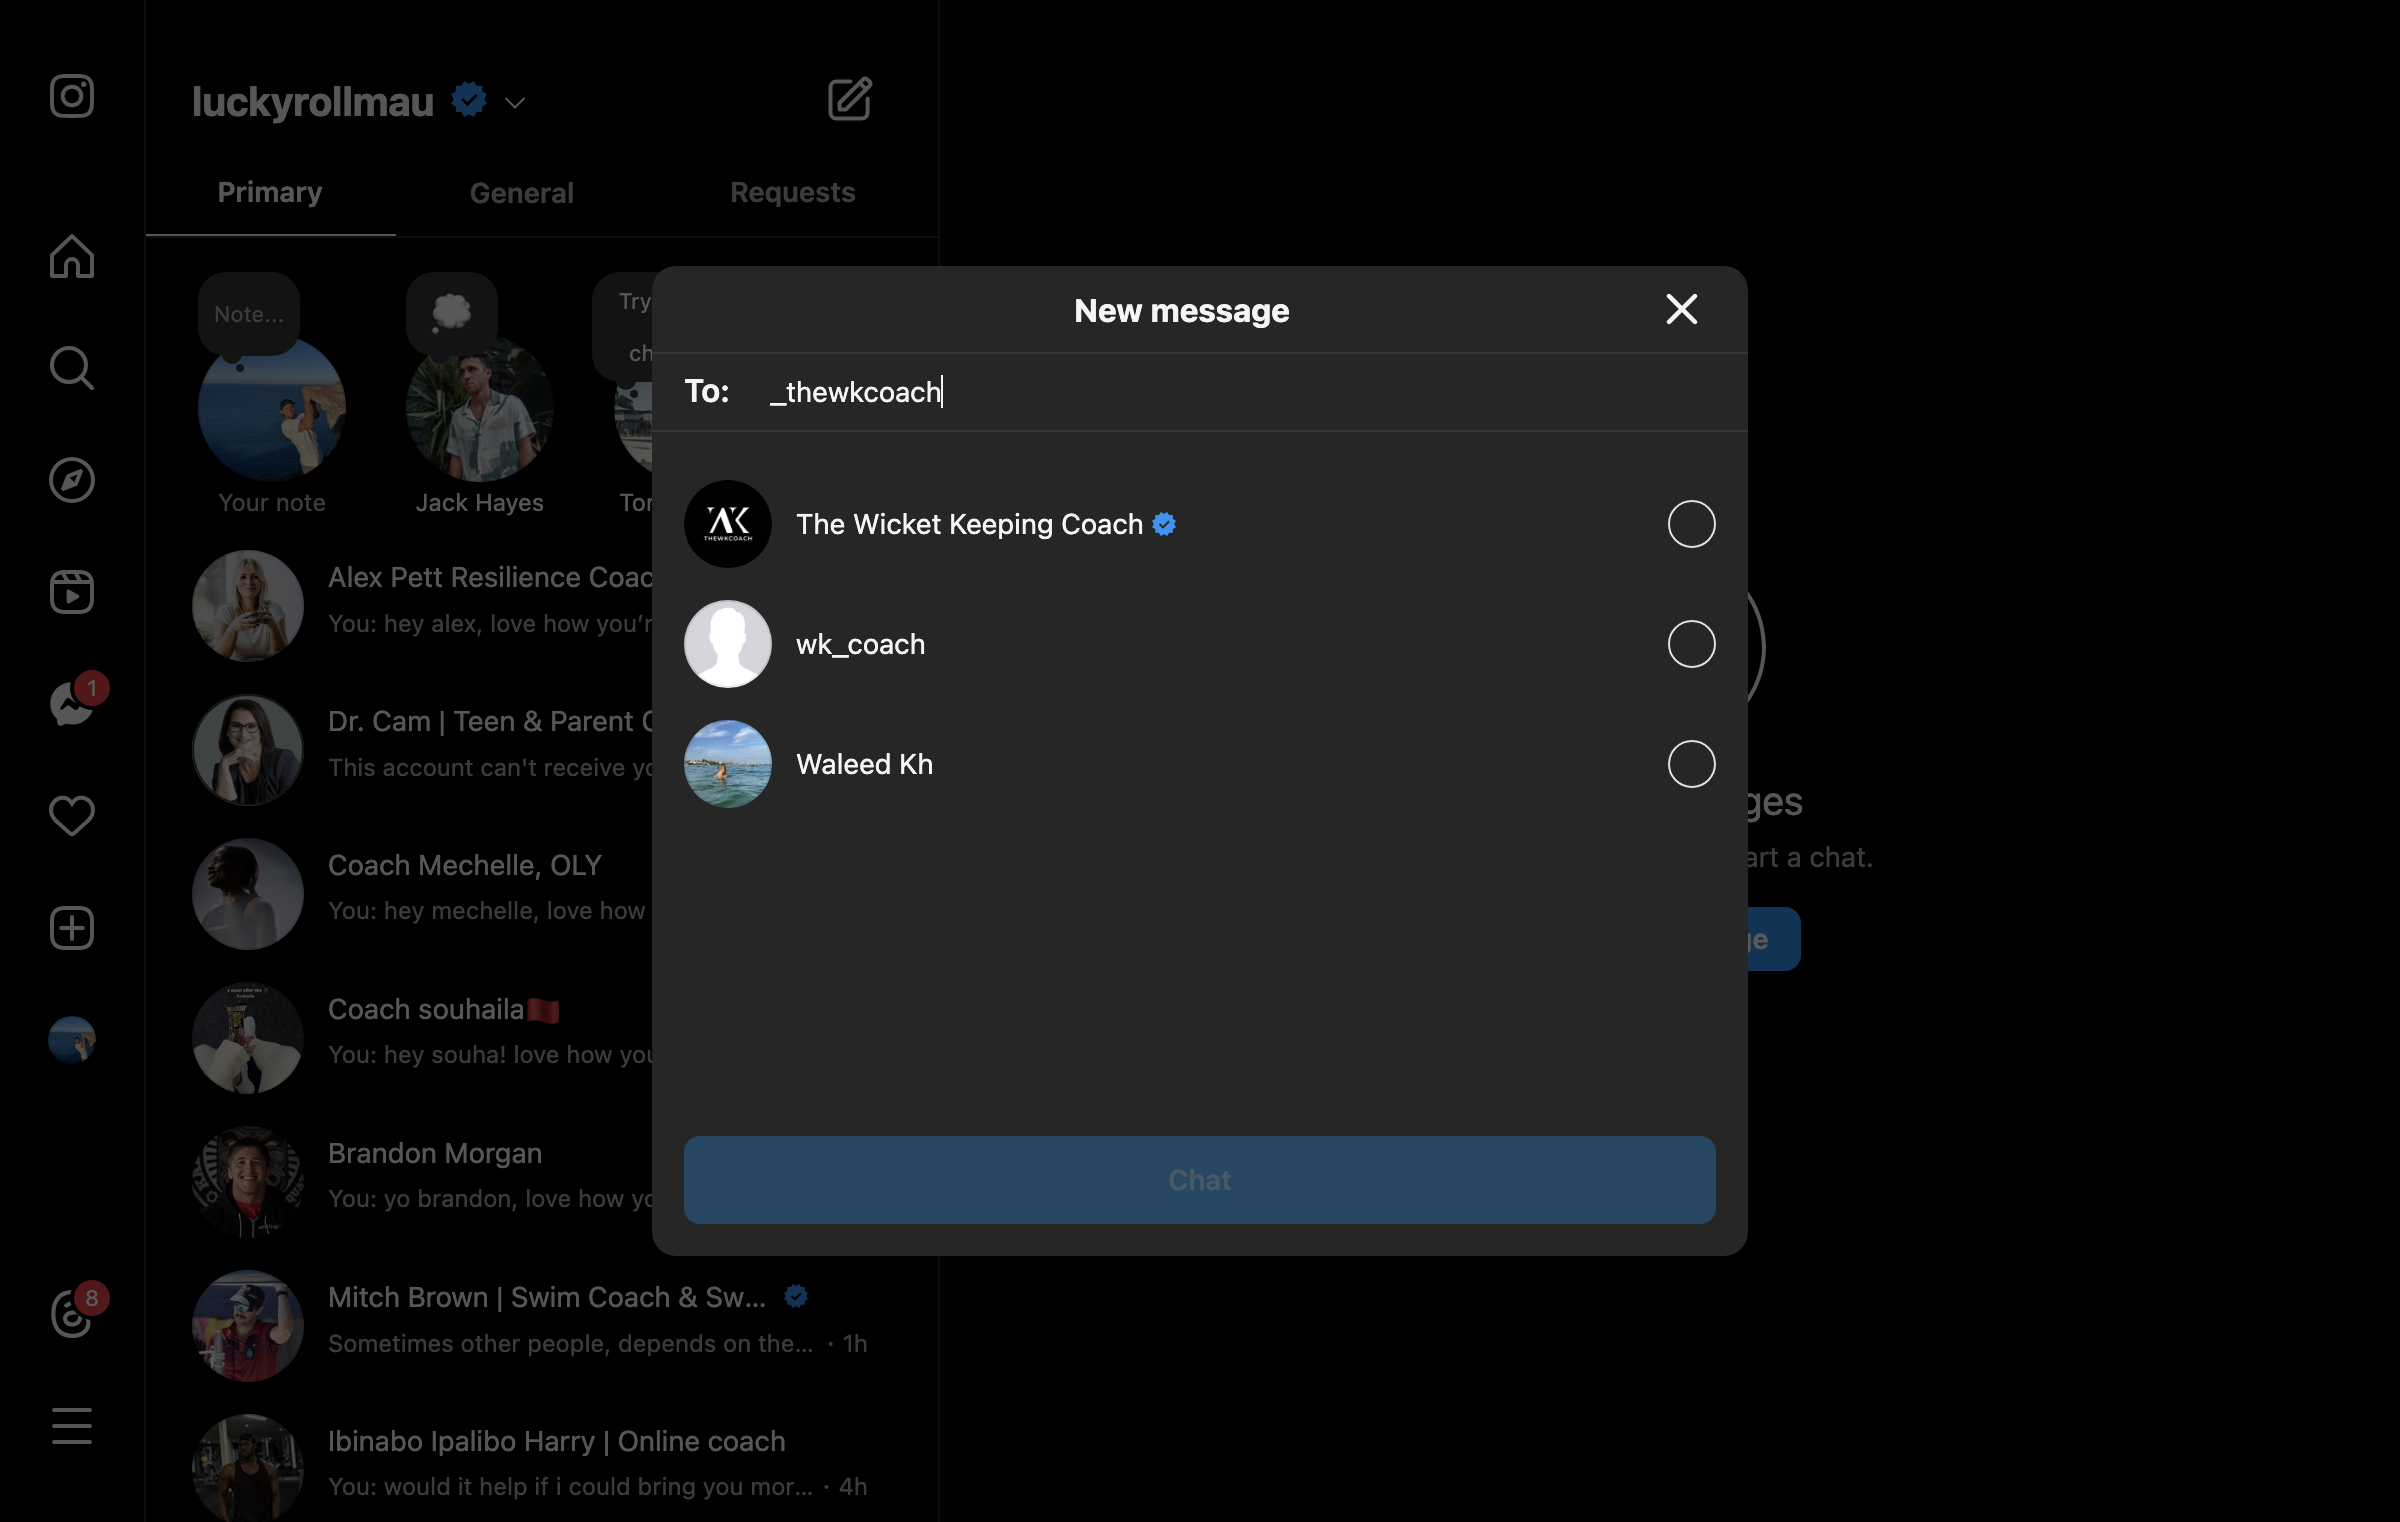 luckyrollmau
Primary
General
Requests
Note...
Try
ch
Your note
Jack Hayes
Tor
Alex Pett Resilience Coac
You: hey alex, love how you'r
Dr. Cam | Teen & Parent C
This account can't receive yo
Coach Mechelle, OLY
You: hey mechelle, love how
Coach souhaila
You: hey souha! love how you
Brandon Morgan
You: yo brandon, love how yo
Mitch Brown | Swim Coach & Sw...
Sometimes other people, depends on the... · 1h
Ibinabo Ipalibo Harry | Online coach
You: would it help if i could bring you mor... · 4h
1
8
New message
To: _thewkcoach
THEWKCOACH
The Wicket Keeping Coach
wk_coach
Waleed Kh
Chat
ges
art a chat.
ge